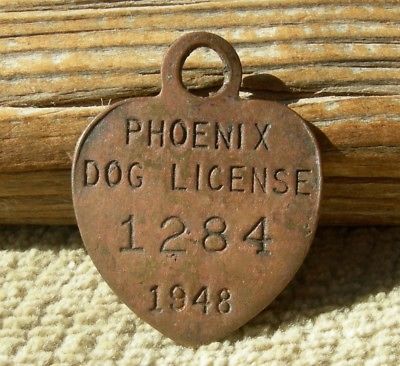 PHOENIX
DOG LICENSE
1284
1948